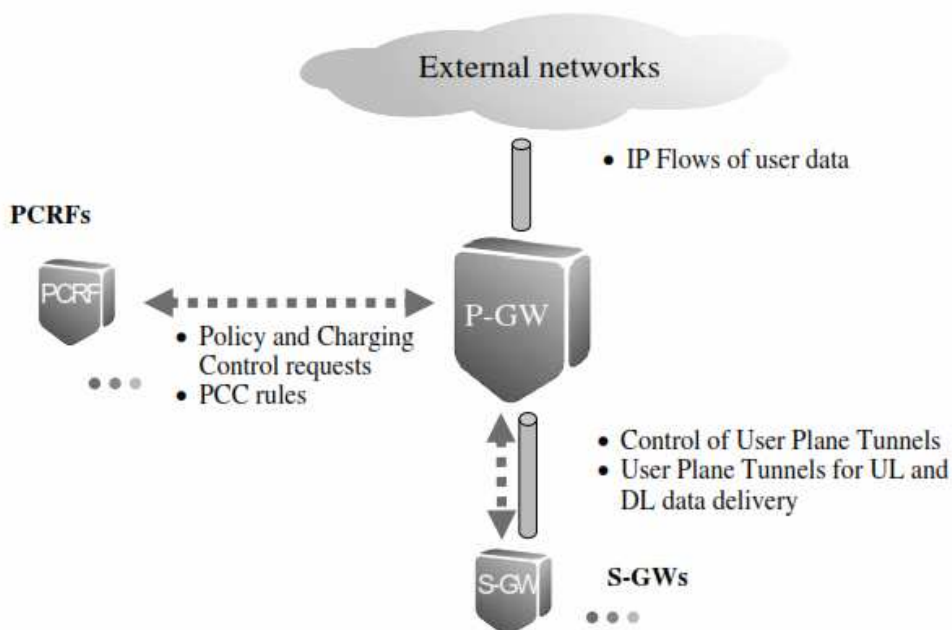 External networks
• IP Flows of user data
PCRFs
PCRF
P-GW
• Policy and Charging
Control requests
• PCC rules
• Control of User Plane Tunnels
• User Plane Tunnels for UL and
DL data delivery
S-GW
S-GWs